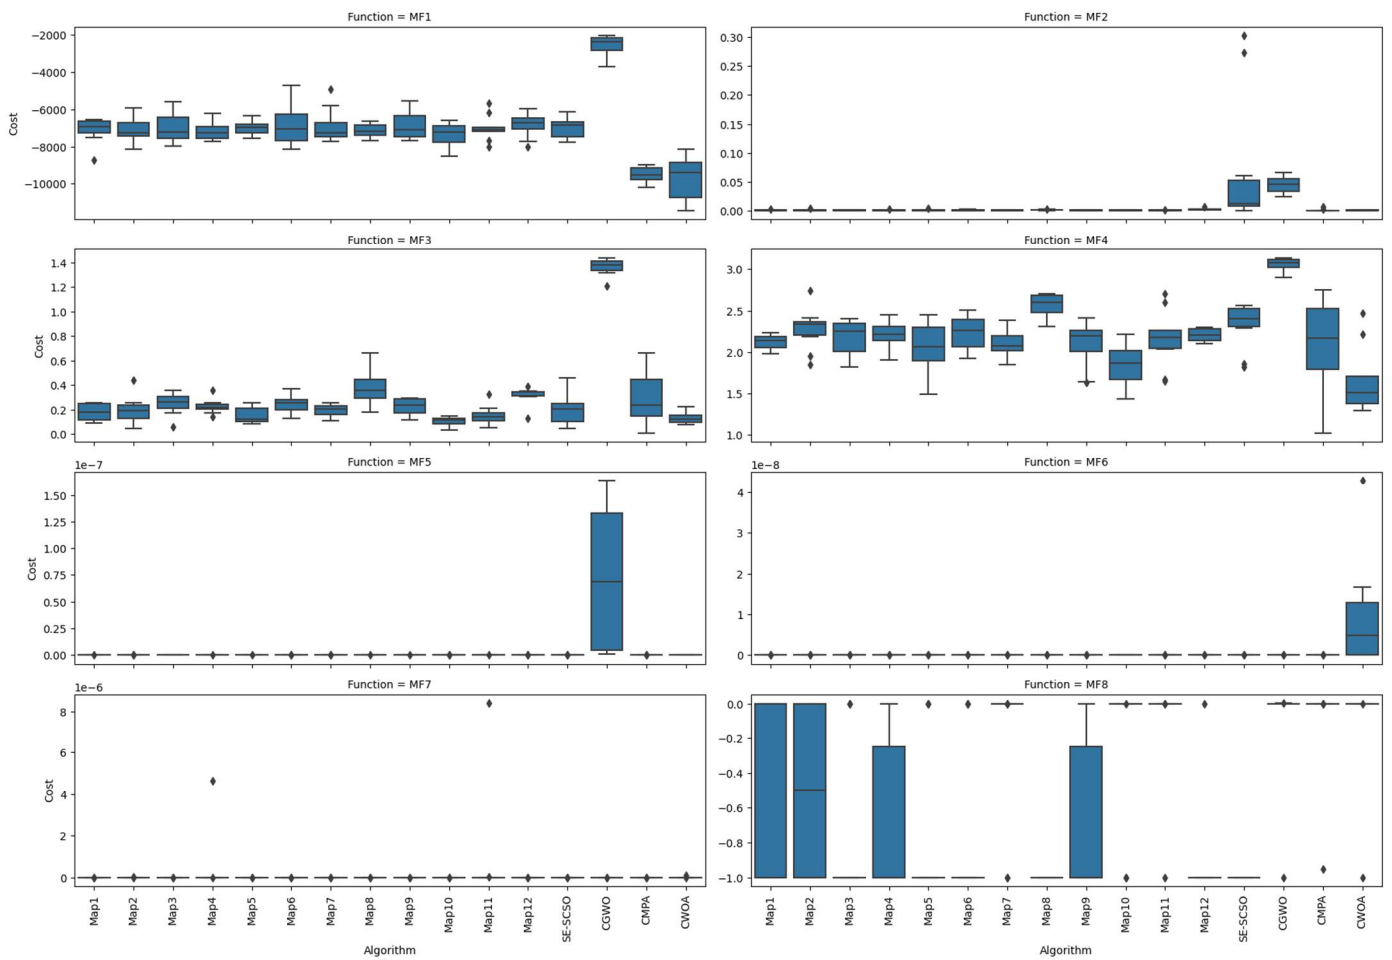 Function = MF1
Cost
−2000
−4000
−6000
−8000
−10000
Function = MF2
0.30
0.25
0.20
0.15
0.10
0.05
0.00
Function = MF3
Cost
1.4
1.2
1.0
0.8
0.6
0.4
0.2
0.0
Function = MF4
3.0
2.5
2.0
1.5
1.0
Function = MF5
1e−7
Cost
1.50
1.25
1.00
0.75
0.50
0.25
0.00
Function = MF6
1e−8
4
2
1
0
Function = MF7
1e−6
Cost
8
6
4
2
0
Map1
Map2
Map3
Map4
Map5
Map6
Map7
Map8
Map9
Map10
Map11
Map12
SE-SCSO
CGWO
CMPA
CWOA
Algorithm
Function = MF8
0.0
−0.2
−0.4
−0.6
−0.8
−1.0
Map1
Map2
Map3
Map4
Map5
Map6
Map7
Map8
Map9
Map10
Map11
Map12
SE-SCSO
CGWO
CMPA
CWOA
Algorithm